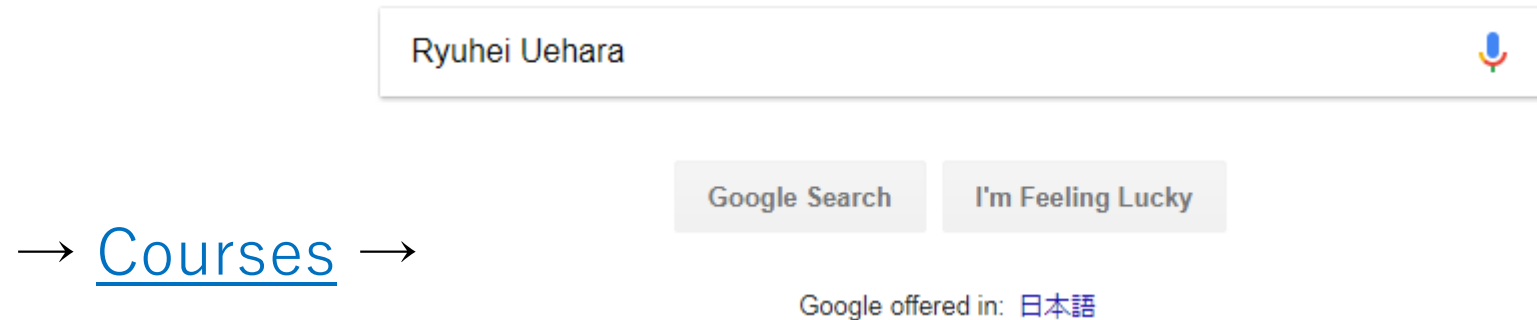 Ryuhei Uehara
Google Search I'm Feeling Lucky
→ Courses →
Google offered in: 日本語